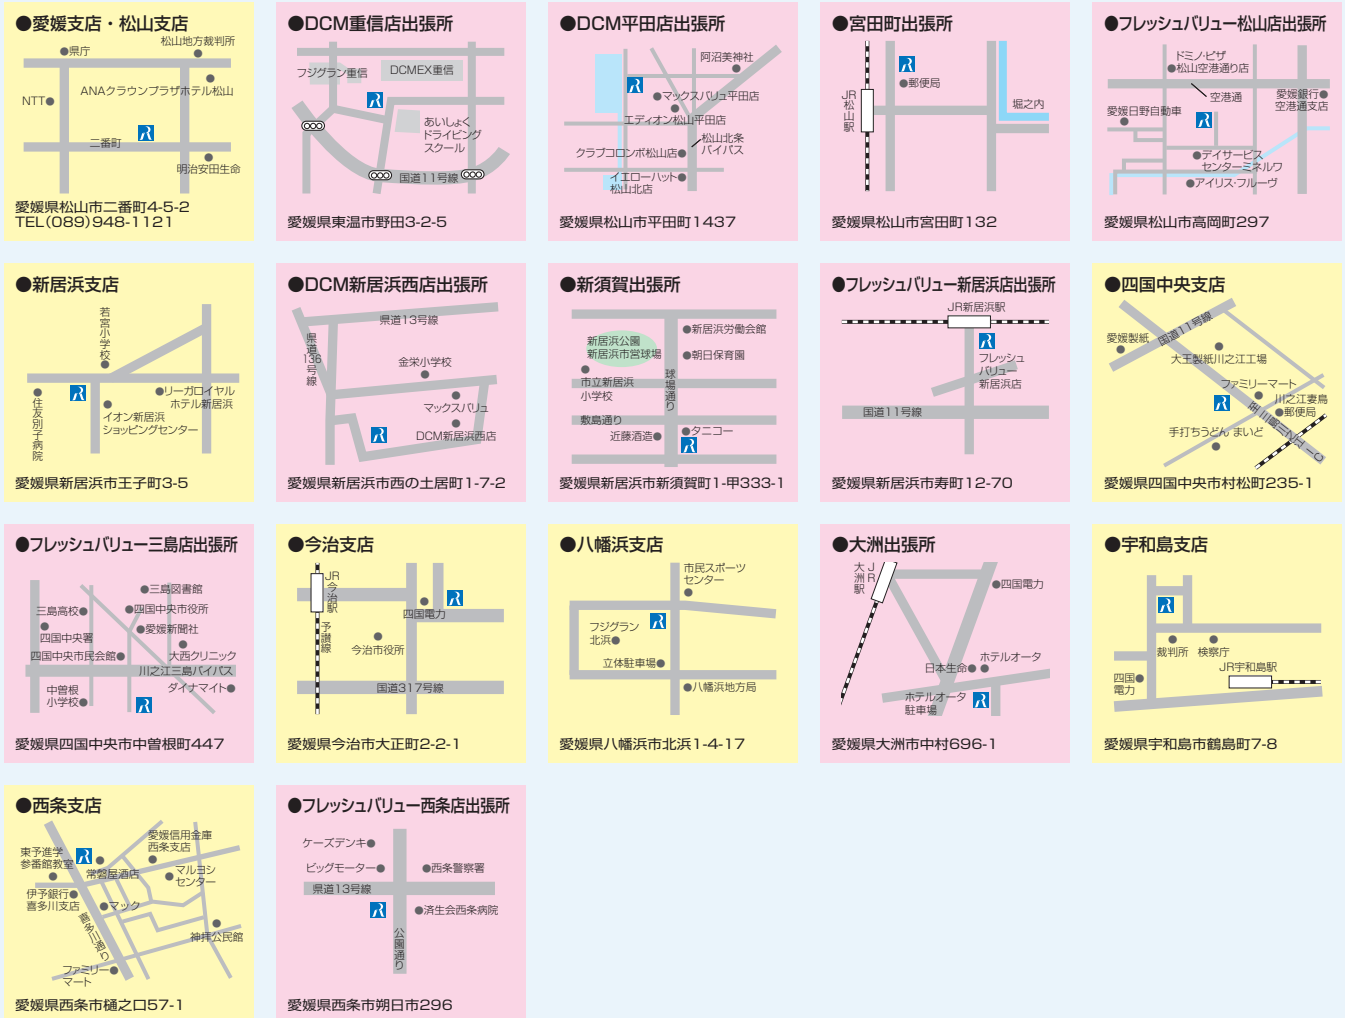 ●愛媛支店・松山支店
県庁
松山地方裁判所
ANAクラウンプラザホテル松山
NTT
二番町
明治安田生命
愛媛県松山市二番町4-5-2
TEL(089)948-1121
●DCM重信店出張所
フジグラン重信
DCMEX重信
あいしょく
ドライビング
スクール
国道11号線
愛媛県東温市野田3-2-5
●DCM平田店出張所
阿沼美神社
マックスバリュ平田店
エディオン松山平田店
松山北条
バイパス
クラブコロンボ松山店
イエローハット
松山北店
愛媛県松山市平田町1437
●宮田町出張所
郵便局
JR松山駅
堀之内
愛媛県松山市宮田町132
●フレッシュバリュー松山店出張所
ドミノ・ピザ
松山空港通り店
空港通
愛媛銀行
空港通支店
愛媛日野自動車
デイサービス
センターミネルワ
アイリス・フルーヴ
愛媛県松山市高岡町297
●新居浜支店
若宮小学校
リーガロイヤル
ホテル新居浜
イオン新居浜
ショッピングセンター
住友別子病院
愛媛県新居浜市王子町3-5
●DCM新居浜西店出張所
県道13号線
県道136号線
金栄小学校
マックスバリュ
DCM新居浜西店
愛媛県新居浜市西の土居町1-7-2
●新須賀出張所
新居浜労働会館
新居浜公園
新居浜市営球場
朝日保育園
市立新居浜
小学校
球場通り
敷島通り
近藤酒造
タニコー
愛媛県新居浜市新須賀町1-甲333-1
●フレッシュバリュー新居浜店出張所
JR新居浜駅
フレッシュ
バリュー
新居浜店
国道11号線
愛媛県新居浜市寿町12-70
●四国中央支店
国道11号線
愛媛製紙
大王製紙川之江工場
ファミリーマート
川之江妻鳥
郵便局
手打ちうどん まいど
愛媛県四国中央市村松町235-1
●フレッシュバリュー三島店出張所
三島図書館
三島高校
四国中央市役所
四国中央署
愛媛新聞社
四国中央市民会館
大西クリニック
川之江三島バイパス
中曽根
小学校
ダイナマイト
愛媛県四国中央市中曽根町447
●今治支店
JR今治駅
予讃線
四国電力
今治市役所
国道317号線
愛媛県今治市大正町2-2-1
●八幡浜支店
市民スポーツ
センター
フジグラン
北浜
立体駐車場
八幡浜地方局
愛媛県八幡浜市北浜1-4-17
●大洲出張所
JR
大洲駅
四国電力
日本生命
ホテルオータ
ホテルオータ
駐車場
愛媛県大洲市中村696-1
●宇和島支店
裁判所
検察庁
JR宇和島駅
四国
電力
愛媛県宇和島市鶴島町7-8
●西条支店
愛媛信用金庫
西条支店
東予進学
参番館教室
常磐屋酒店
マルヨシ
センター
伊予銀行
喜多川支店
マック
喜多川通り
神拝公民館
ファミリー
マート
愛媛県西条市樋之口57-1
●フレッシュバリュー西条店出張所
ケーズデンキ
ビッグモーター
西条警察署
県道13号線
済生会西条病院
公園通り
愛媛県西条市朔日市296